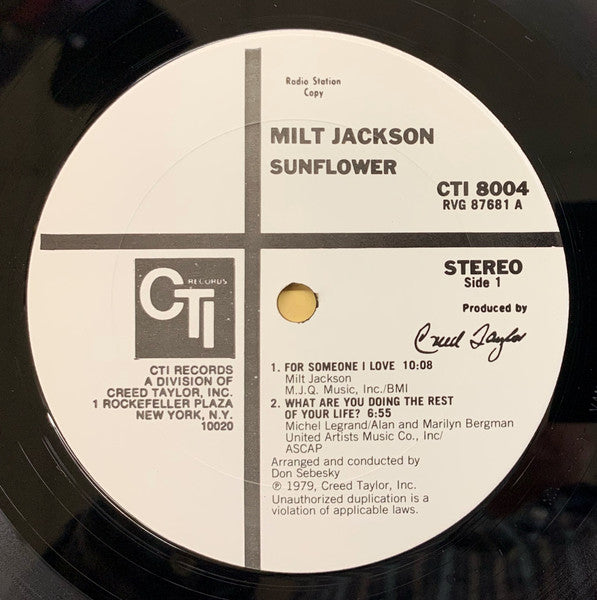 Radio Station
Copy
MILT JACKSON
SUNFLOWER
CTI 8004
RVG 87681 A
STEREO
Side 1
Produced by
Creed Taylor
CTI
RECORDS
CTI RECORDS
A DIVISION OF
CREED TAYLOR, INC.
1 ROCKEFELLER PLAZA
NEW YORK, N.Y.
10020
1. FOR SOMEONE I LOVE 10:08
Milt Jackson
M.J.Q. Music, Inc./BMI
2. WHAT ARE YOU DOING THE REST
OF YOUR LIFE? 6:55
Michel Legrand/Alan and Marilyn Bergman
United Artists Music Co., Inc/
ASCAP
Arranged and conducted by
Don Sebesky
℗ 1979, Creed Taylor, Inc.
Unauthorized duplication is a
violation of applicable laws.